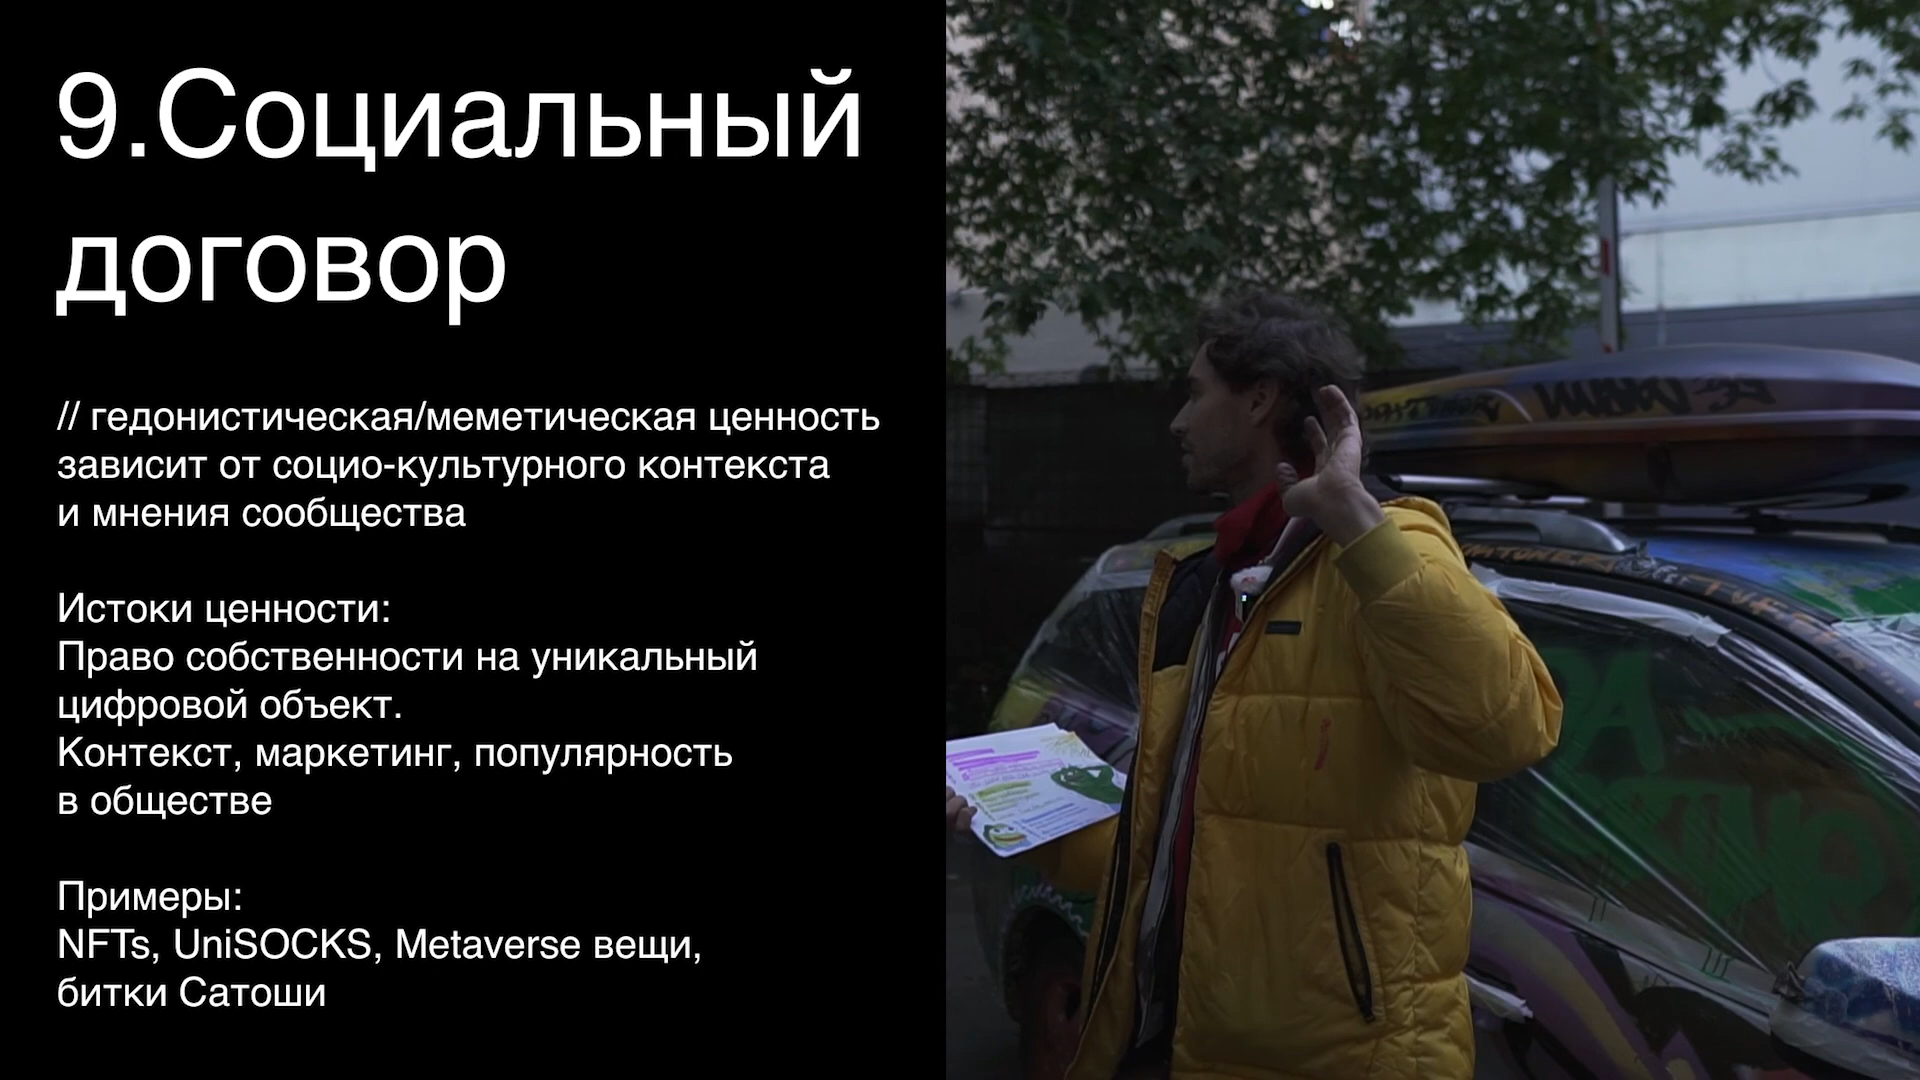 9.Социальный
договор
// гедонистическая/меметическая ценность
зависит от социо-культурного контекста
и мнения сообщества
Истоки ценности:
Право собственности на уникальный
цифровой объект.
Контекст, маркетинг, популярность
в обществе
Примеры:
NFTs, UniSOCKS, Metaverse вещи,
битки Сатоши